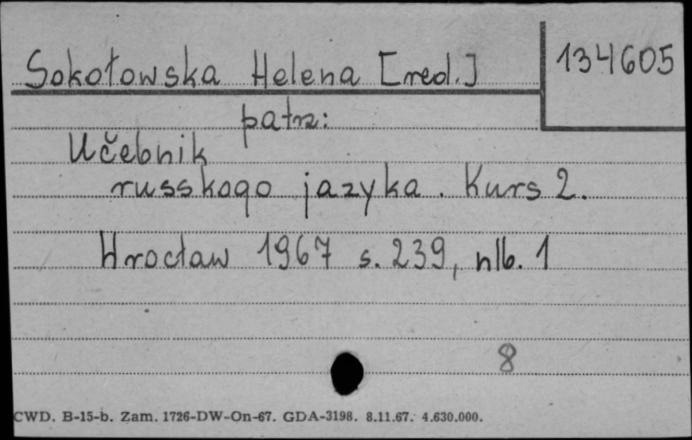 Sokołowska Helena [red.]
134605
patrz:
Učebnik
russkogo jazyka. Kurs 2.
Wrocław 1967 s. 239, nlb. 1
8
CWD. B-15-b. Zam. 1726-DW-On-67. GDA-3198. 8.11.67. 4.630.000.